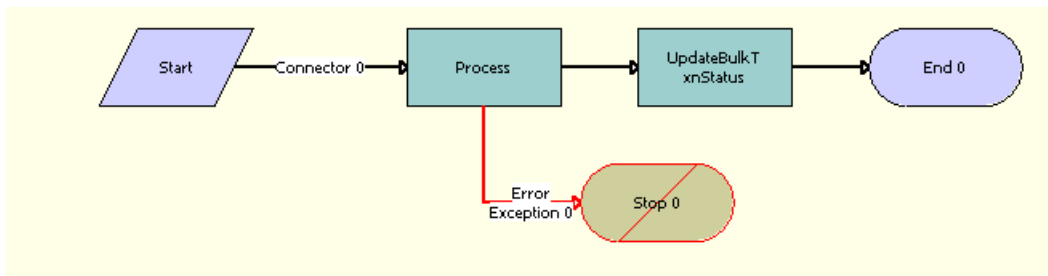 Start
Connector 0
Process
UpdateBulkT
xnStatus
End 0
Error
Exception 0
Stop 0